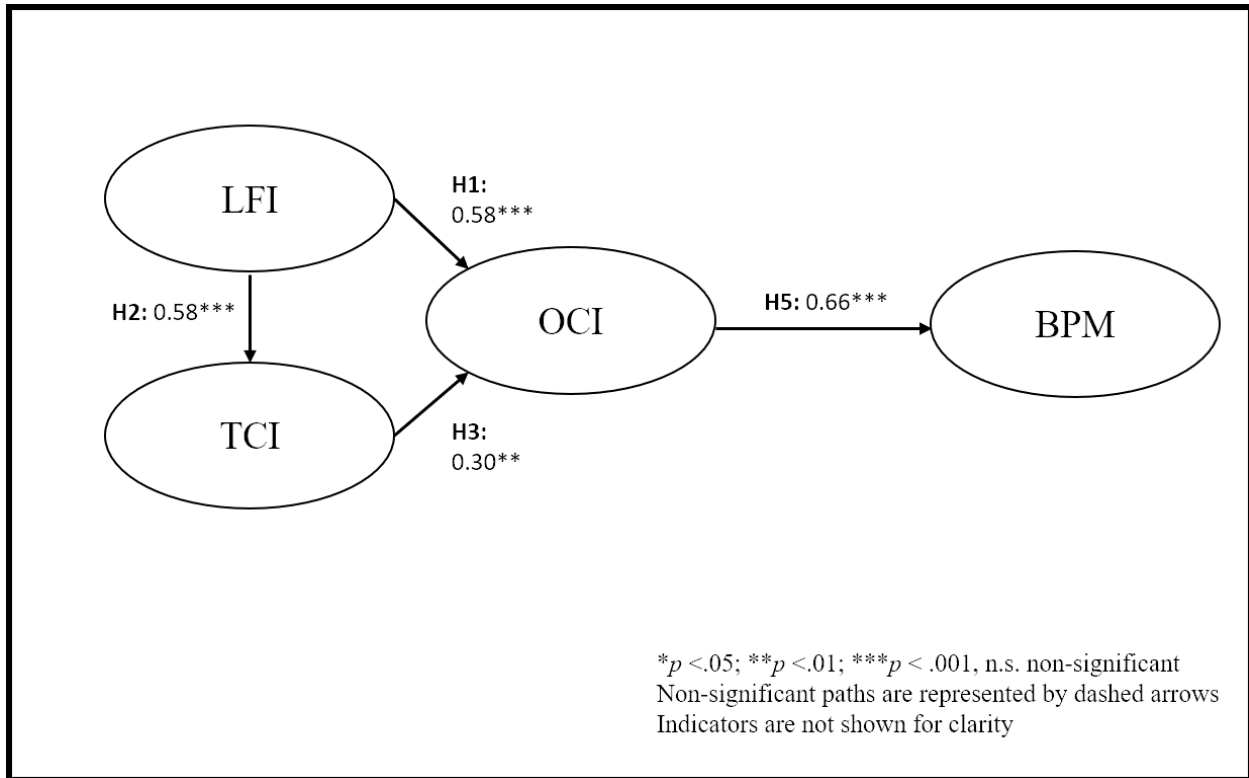 LFI
H1:
0.58***
H2: 0.58***
OCI
H5: 0.66***
BPM
TCI
H3:
0.30**
*p <.05; **p <.01; ***p < .001, n.s. non-significant
Non-significant paths are represented by dashed arrows
Indicators are not shown for clarity